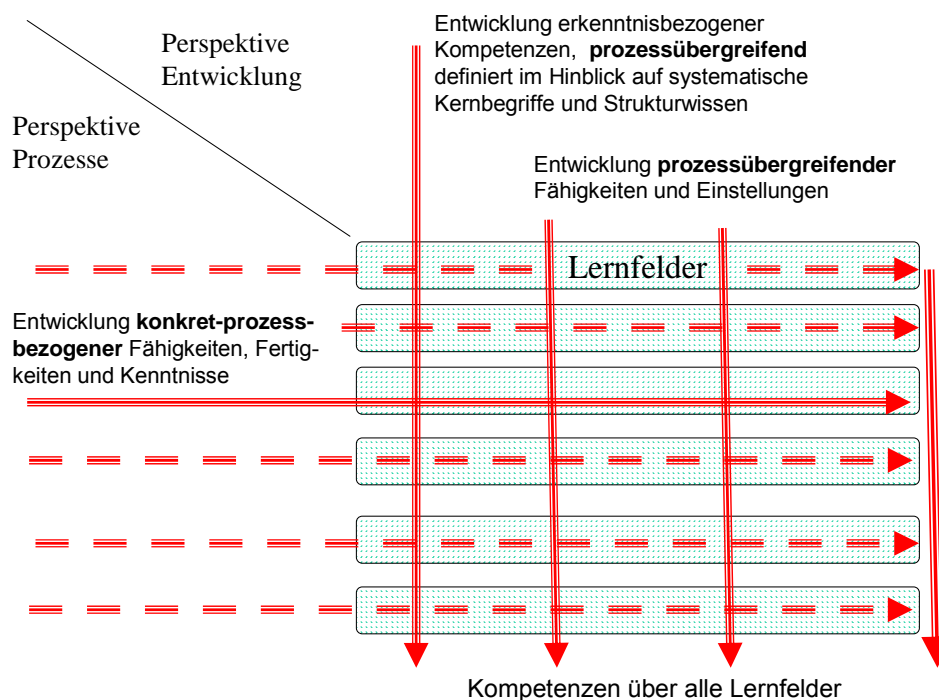 Perspektive
Entwicklung
Perspektive
Prozesse
Entwicklung erkenntnisbezogener
Kompetenzen, prozessübergreifend
definiert im Hinblick auf systematische
Kernbegriffe und Strukturwissen
Entwicklung prozessübergreifender
Fähigkeiten und Einstellungen
Lernfelder
Entwicklung konkret-prozess-
bezogener Fähigkeiten, Fertig-
keiten und Kenntnisse
Kompetenzen über alle Lernfelder